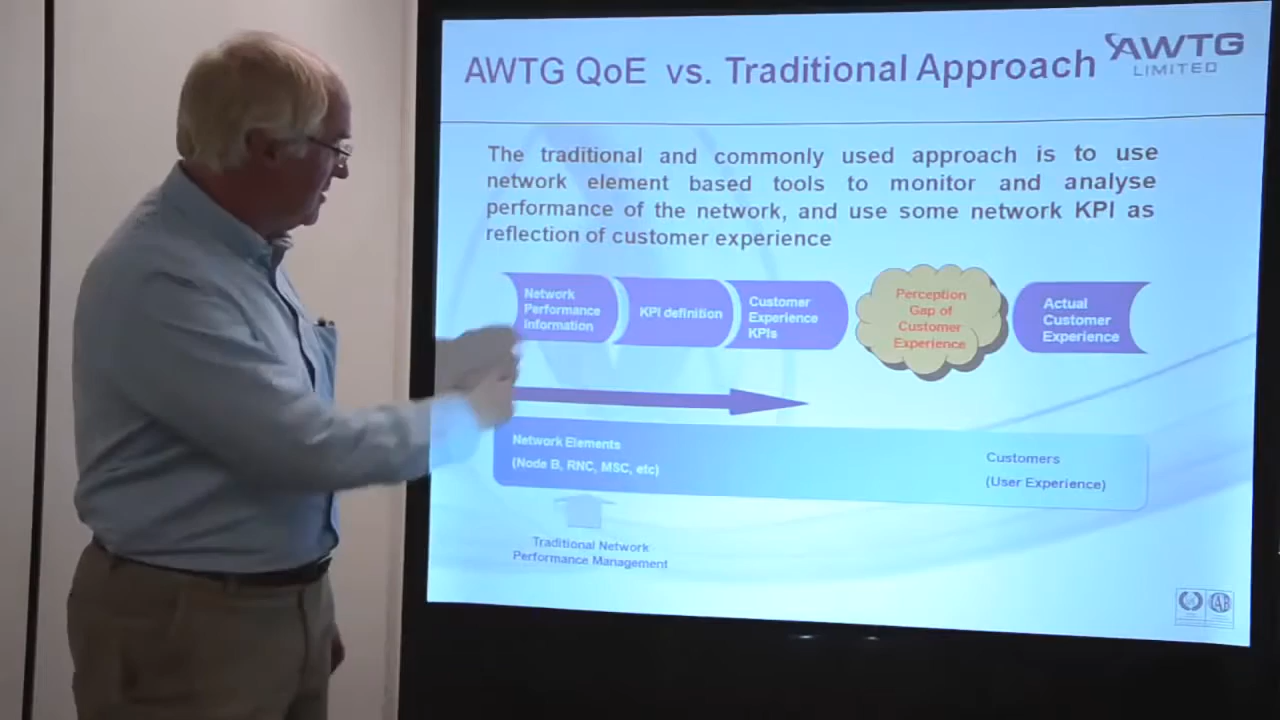 AWTG QoE vs. Traditional Approach
AWTG
LIMITED
The traditional and commonly used approach is to use
network element based tools to monitor and analyse
performance of the network, and use some network KPI as
reflection of customer experience
Network
Performance
Information
KPI definition
Customer
Experience
KPIs
Perception
Gap of
Customer
Experience
Actual
Customer
Experience
Network Elements
(Node B, RNC, MSC, etc)
Customers
(User Experience)
Traditional Network
Performance Management